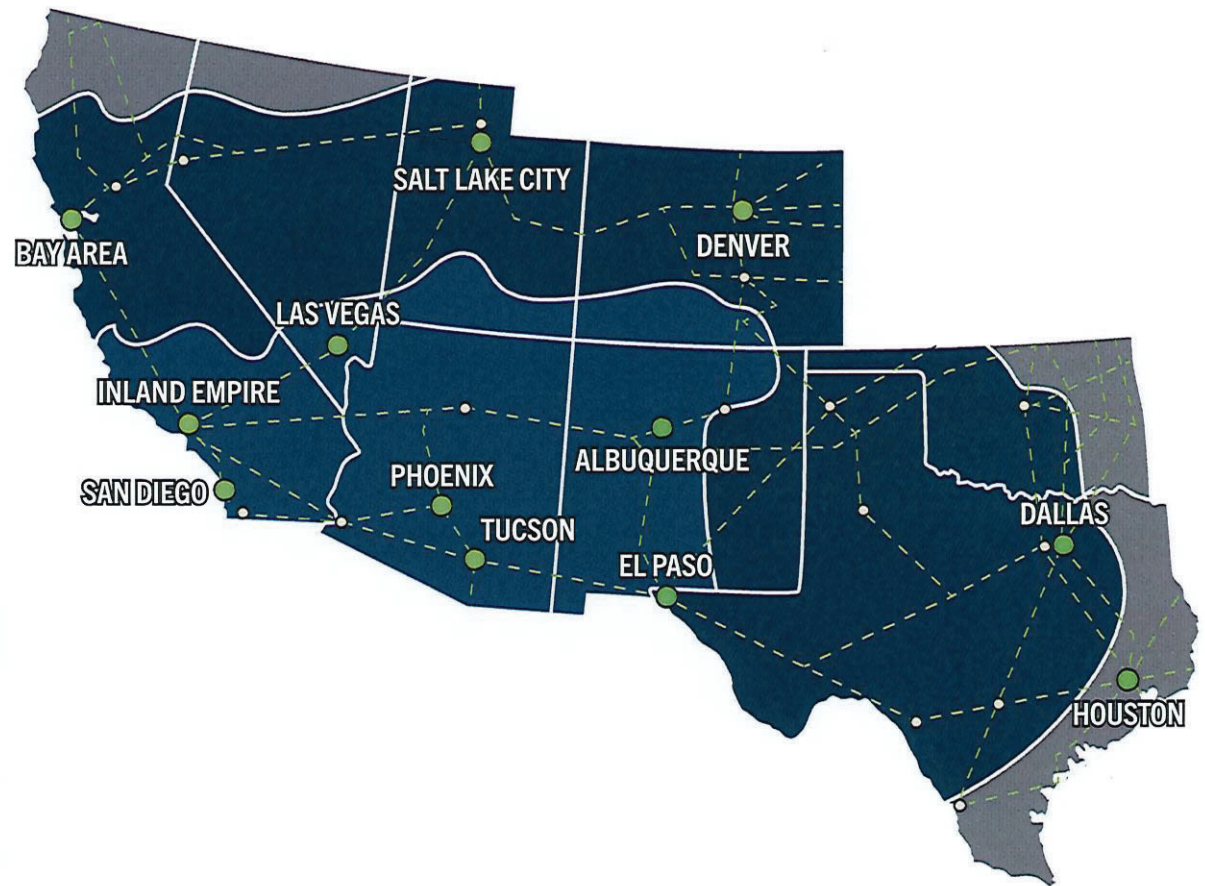 SALT LAKE CITY
BAY AREA
DENVER
LAS VEGAS
INLAND EMPIRE
ALBUQUERQUE
PHOENIX
SAN DIEGO
TUCSON
DALLAS
EL PASO
HOUSTON